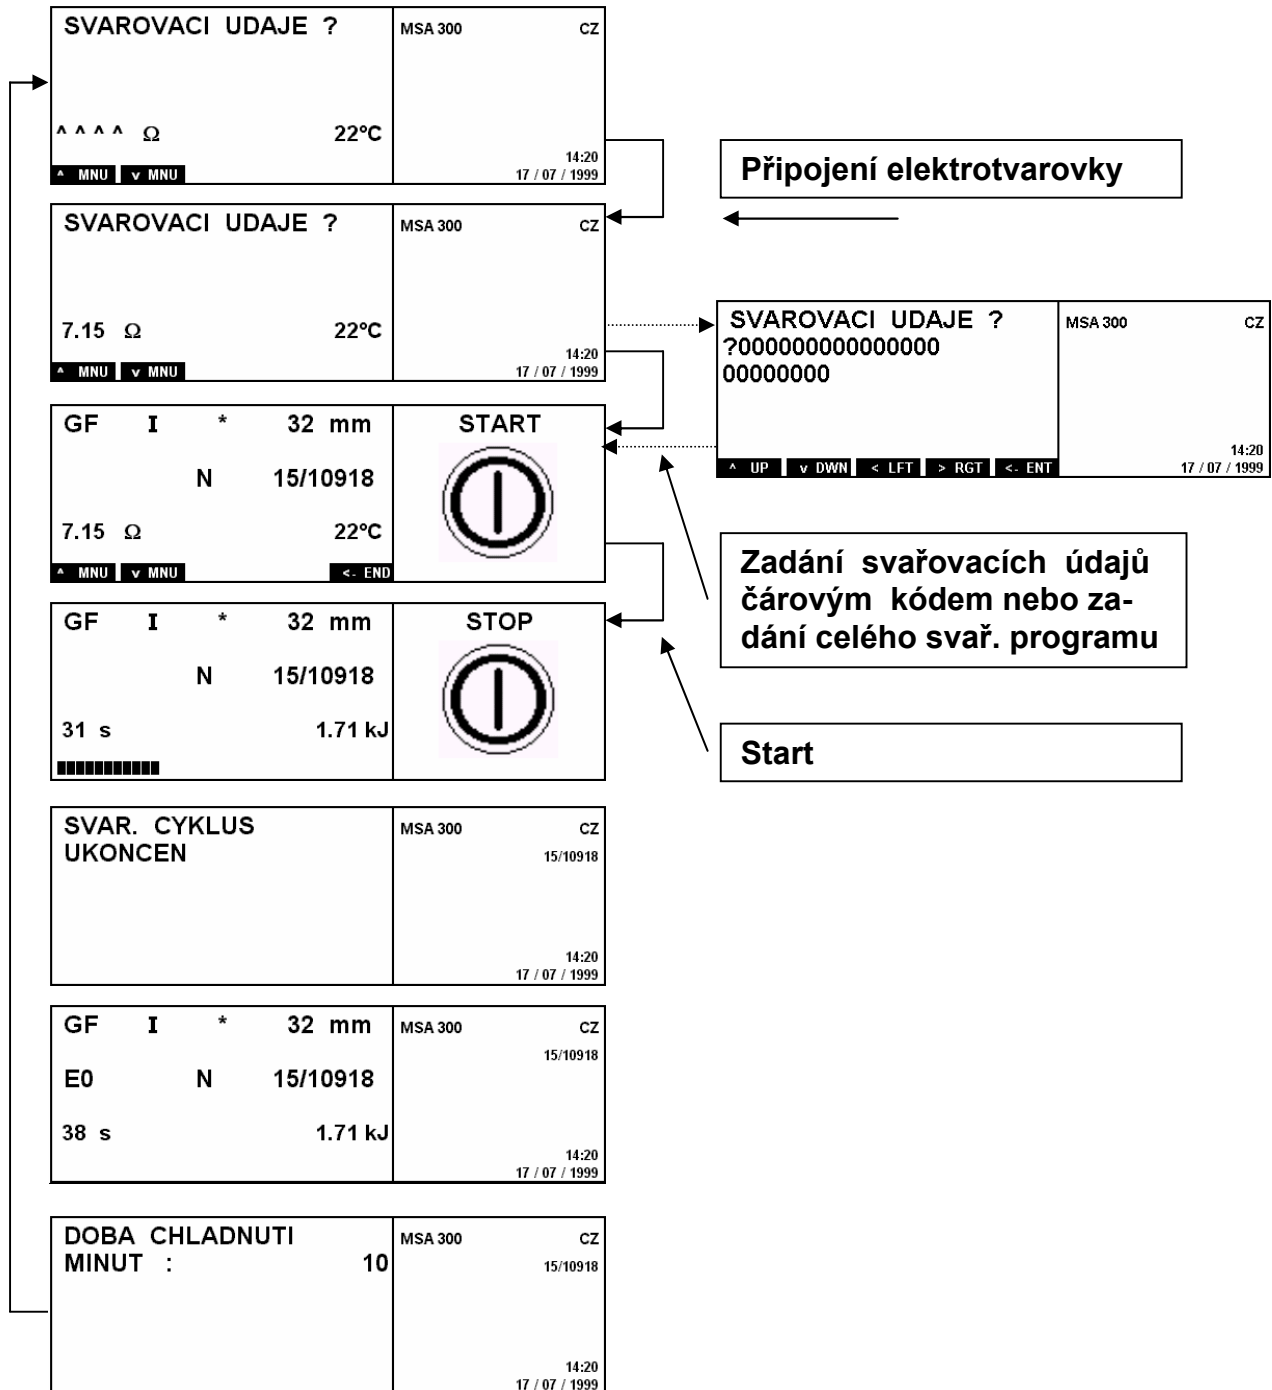 SVAROVACI UDAJE ?
MSA 300 CZ
^ ^ ^ ^ Ω 22°C
14:20
^ MNU v MNU
17 / 07 / 1999
Připojení elektrotvarovky
SVAROVACI UDAJE ?
MSA 300 CZ
7.15 Ω 22°C
14:20
^ MNU v MNU
17 / 07 / 1999
SVAROVACI UDAJE ?
MSA 300 CZ
?000000000000000
00000000
14:20
^ UP v DWN < LFT > RGT <- ENT
17 / 07 / 1999
GF I * 32 mm
START
N 15/10918
7.15 Ω 22°C
^ MNU v MNU <- END
Zadání svařovacích údajů
čárovým kódem nebo za-
dání celého svař. programu
GF I * 32 mm
STOP
N 15/10918
31 s 1.71 kJ
Start
SVAR. CYKLUS
UKONCEN
MSA 300 CZ
15/10918
14:20
17 / 07 / 1999
GF I * 32 mm
MSA 300 CZ
15/10918
E0 N 15/10918
38 s 1.71 kJ
14:20
17 / 07 / 1999
DOBA CHLADNUTI
MINUT : 10
MSA 300 CZ
15/10918
14:20
17 / 07 / 1999